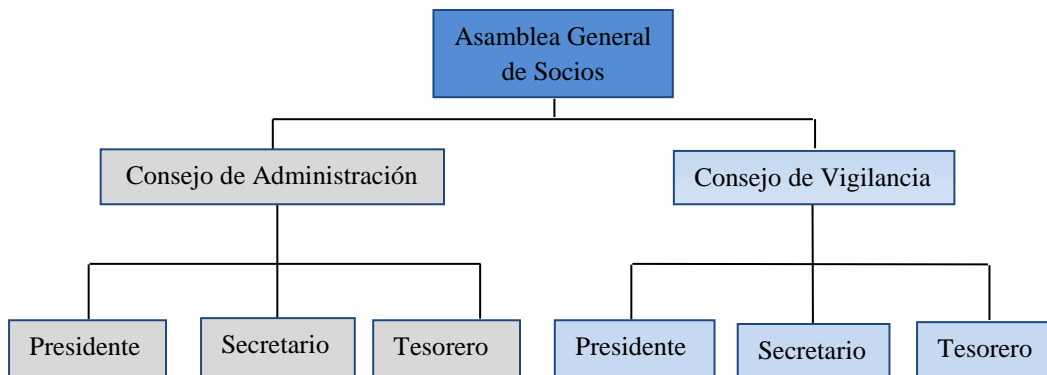 Asamblea General
de Socios
Consejo de Administración
Consejo de Vigilancia
Presidente
Secretario
Tesorero
Presidente
Secretario
Tesorero